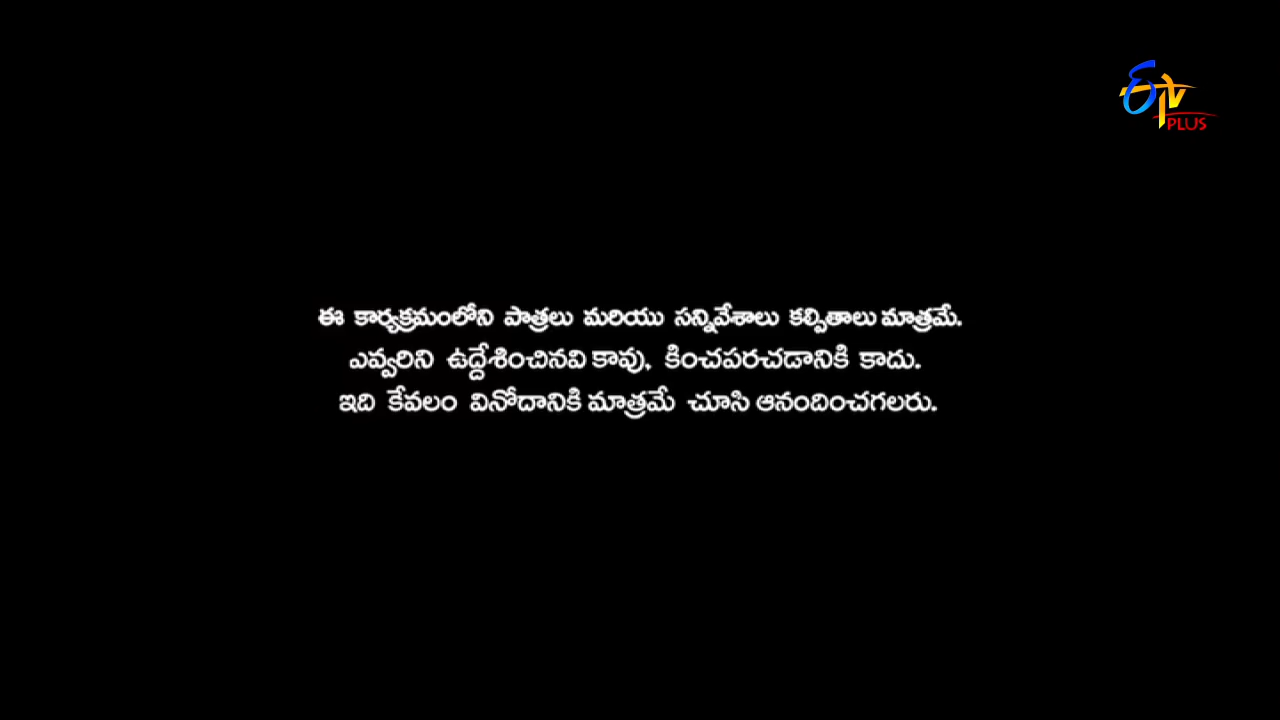 ETV
PLUS
ఈ కార్యక్రమంలోని పాత్రలు మరియు సన్నివేశాలు కల్పితాలు మాత్రమే.
ఎవ్వరిని ఉద్దేశించినవి కావు. కించపరచడానికి కాదు.
ఇది కేవలం వినోదానికి మాత్రమే చూసి ఆనందించగలరు.